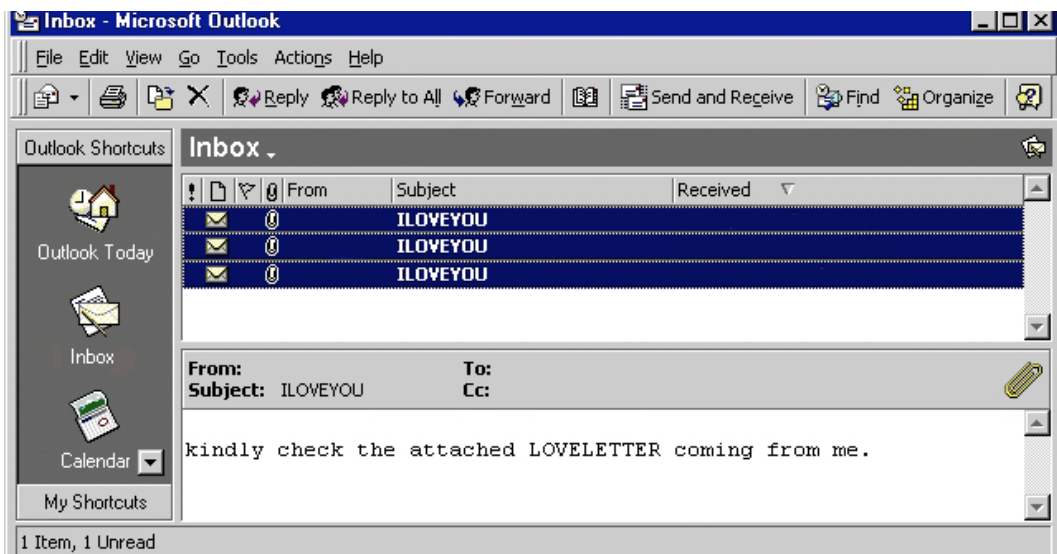 Inbox - Microsoft Outlook
File Edit View Go Tools Actions Help
Reply Reply to All Forward Send and Receive Find Organize
Outlook Shortcuts Inbox
! From Subject Received
ILOVEYOU
ILOVEYOU
Outlook Today
ILOVEYOU
Inbox
From: To:
Subject: ILOVEYOU Cc:
kindly check the attached LOVELETTER coming from me.
Calendar
My Shortcuts
1 Item, 1 Unread